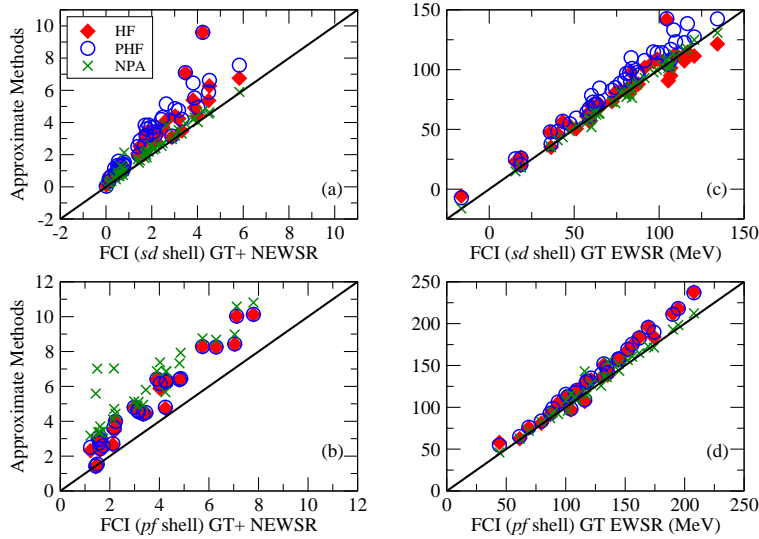 Approximate Methods
10
8
6
4
2
0
-2
HF
PHF
NPA
(a)
-2 0 2 4 6 8 10
FCI (sd shell) GT+ NEWSR
150
100
50
0
(c)
0 50 100 150
FCI (sd shell) GT EWSR (MeV)
Approximate Methods
12
10
8
6
4
2
0
(b)
0 2 4 6 8 10 12
FCI (pf shell) GT+ NEWSR
250
200
150
100
50
0
(d)
0 50 100 150 200 250
FCI (pf shell) GT EWSR (MeV)